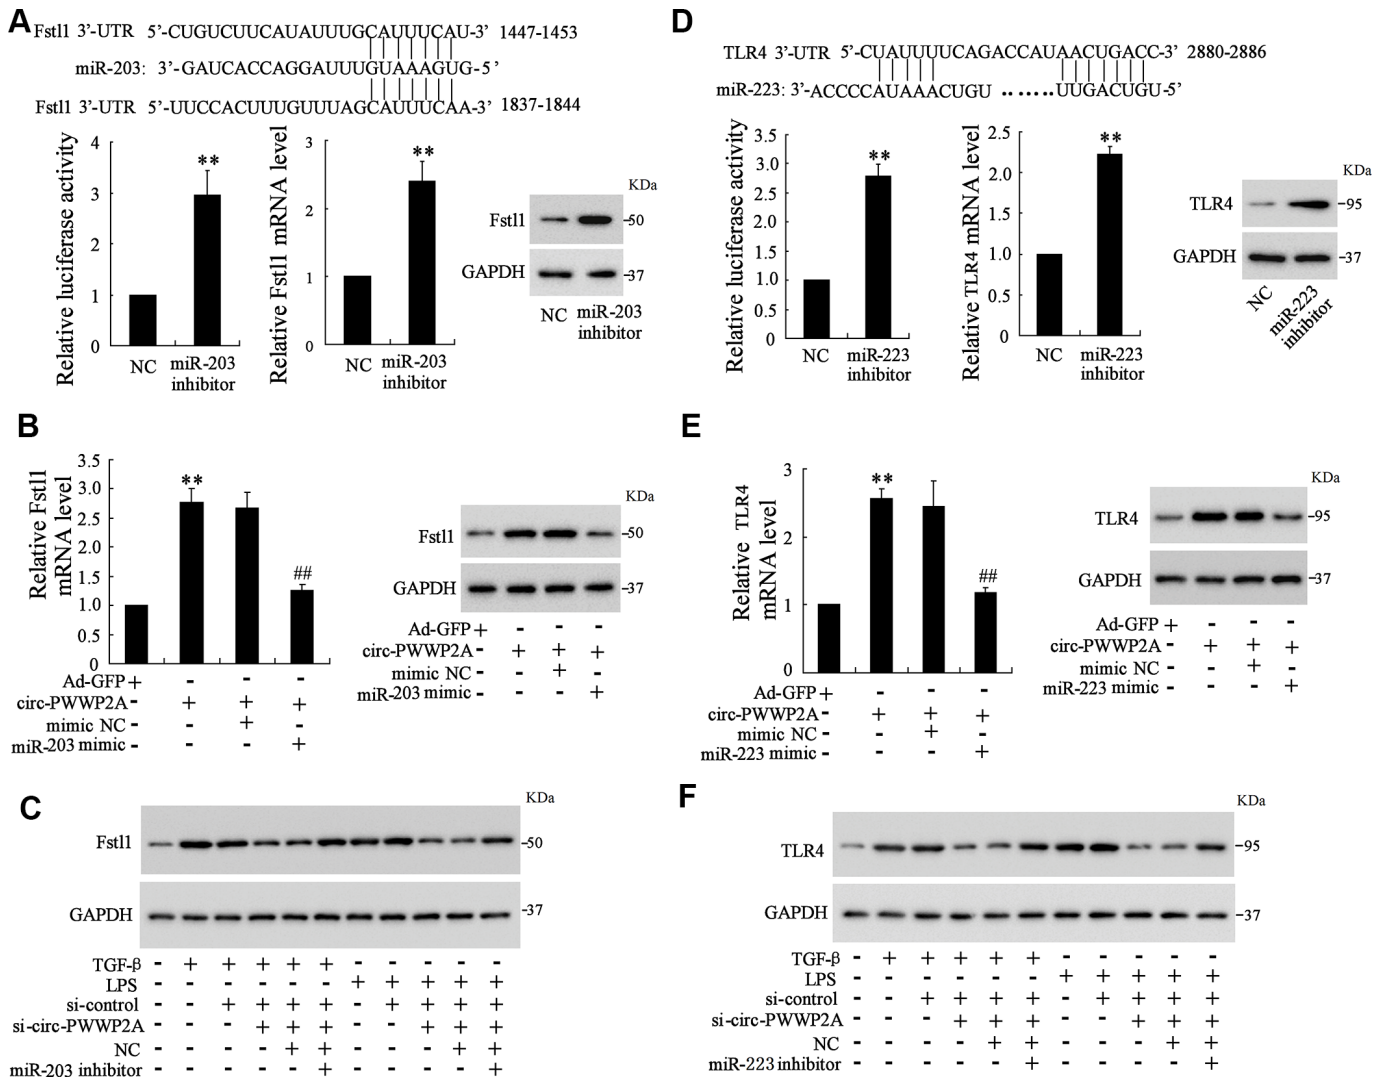 A
Fstl1 3'-UTR 5'-CUGUCUUCAUAUUUGCAUUUCAU-3' 1447-1453
miR-203: 3'-GAUCACCAGGAUUUGUAAAGUG-5'
Fstl1 3'-UTR 5'-UUCCACUUUGUUUAGCAUUUCAA-3' 1837-1844
Relative luciferase activity
4
3
2
1
0
**
NC miR-203 inhibitor
Relative Fstl1 mRNA level
3
2
1
0
**
NC miR-203 inhibitor
KDa
Fstl1 -50
GAPDH -37
NC miR-203 inhibitor
D
TLR4 3'-UTR 5'-CUAUUUUCAGACCAUAACUGACC-3' 2880-2886
miR-223: 3'-ACCCCAUAAACUGU .. ..... UUGACUGU-5'
Relative luciferase activity
3.5
3.0
2.5
2.0
1.5
1.0
0.5
0
**
NC miR-223 inhibitor
Relative TLR4 mRNA level
2.5
2.0
1.5
1.0
0.5
0
**
NC miR-223 inhibitor
KDa
TLR4 -95
GAPDH -37
NC miR-223 inhibitor
B
Relative Fstl1 mRNA level
3.5
3.0
2.5
2.0
1.5
1.0
0.5
0
**
##
Ad-GFP + - - -
circ-PWWP2A - + + +
mimic NC - - + -
miR-203 mimic - - - +
KDa
Fstl1 -50
GAPDH -37
Ad-GFP + - - -
circ-PWWP2A - + + +
mimic NC - - + -
miR-203 mimic - - - +
E
Relative TLR4 mRNA level
3
2
1
0
**
##
Ad-GFP + - - -
circ-PWWP2A - + + +
mimic NC - - + -
miR-223 mimic - - - +
KDa
TLR4 -95
GAPDH -37
Ad-GFP + - - -
circ-PWWP2A - + + +
mimic NC - - + -
miR-223 mimic - - - +
C
KDa
Fstl1 -50
GAPDH -37
TGF-β - + + + + + - - - - -
LPS - - - - - - + + + + +
si-control - - + + + + - + + + +
si-circ-PWWP2A - - - + + + - - + + +
NC - - - - + + - - - + +
miR-203 inhibitor - - - - - + - - - - +
F
KDa
TLR4 -95
GAPDH -37
TGF-β - + + + + + - - - - -
LPS - - - - - - + + + + +
si-control - - + + + + - + + + +
si-circ-PWWP2A - - - + + + - - + + +
NC - - - - + + - - - + +
miR-223 inhibitor - - - - - + - - - - +